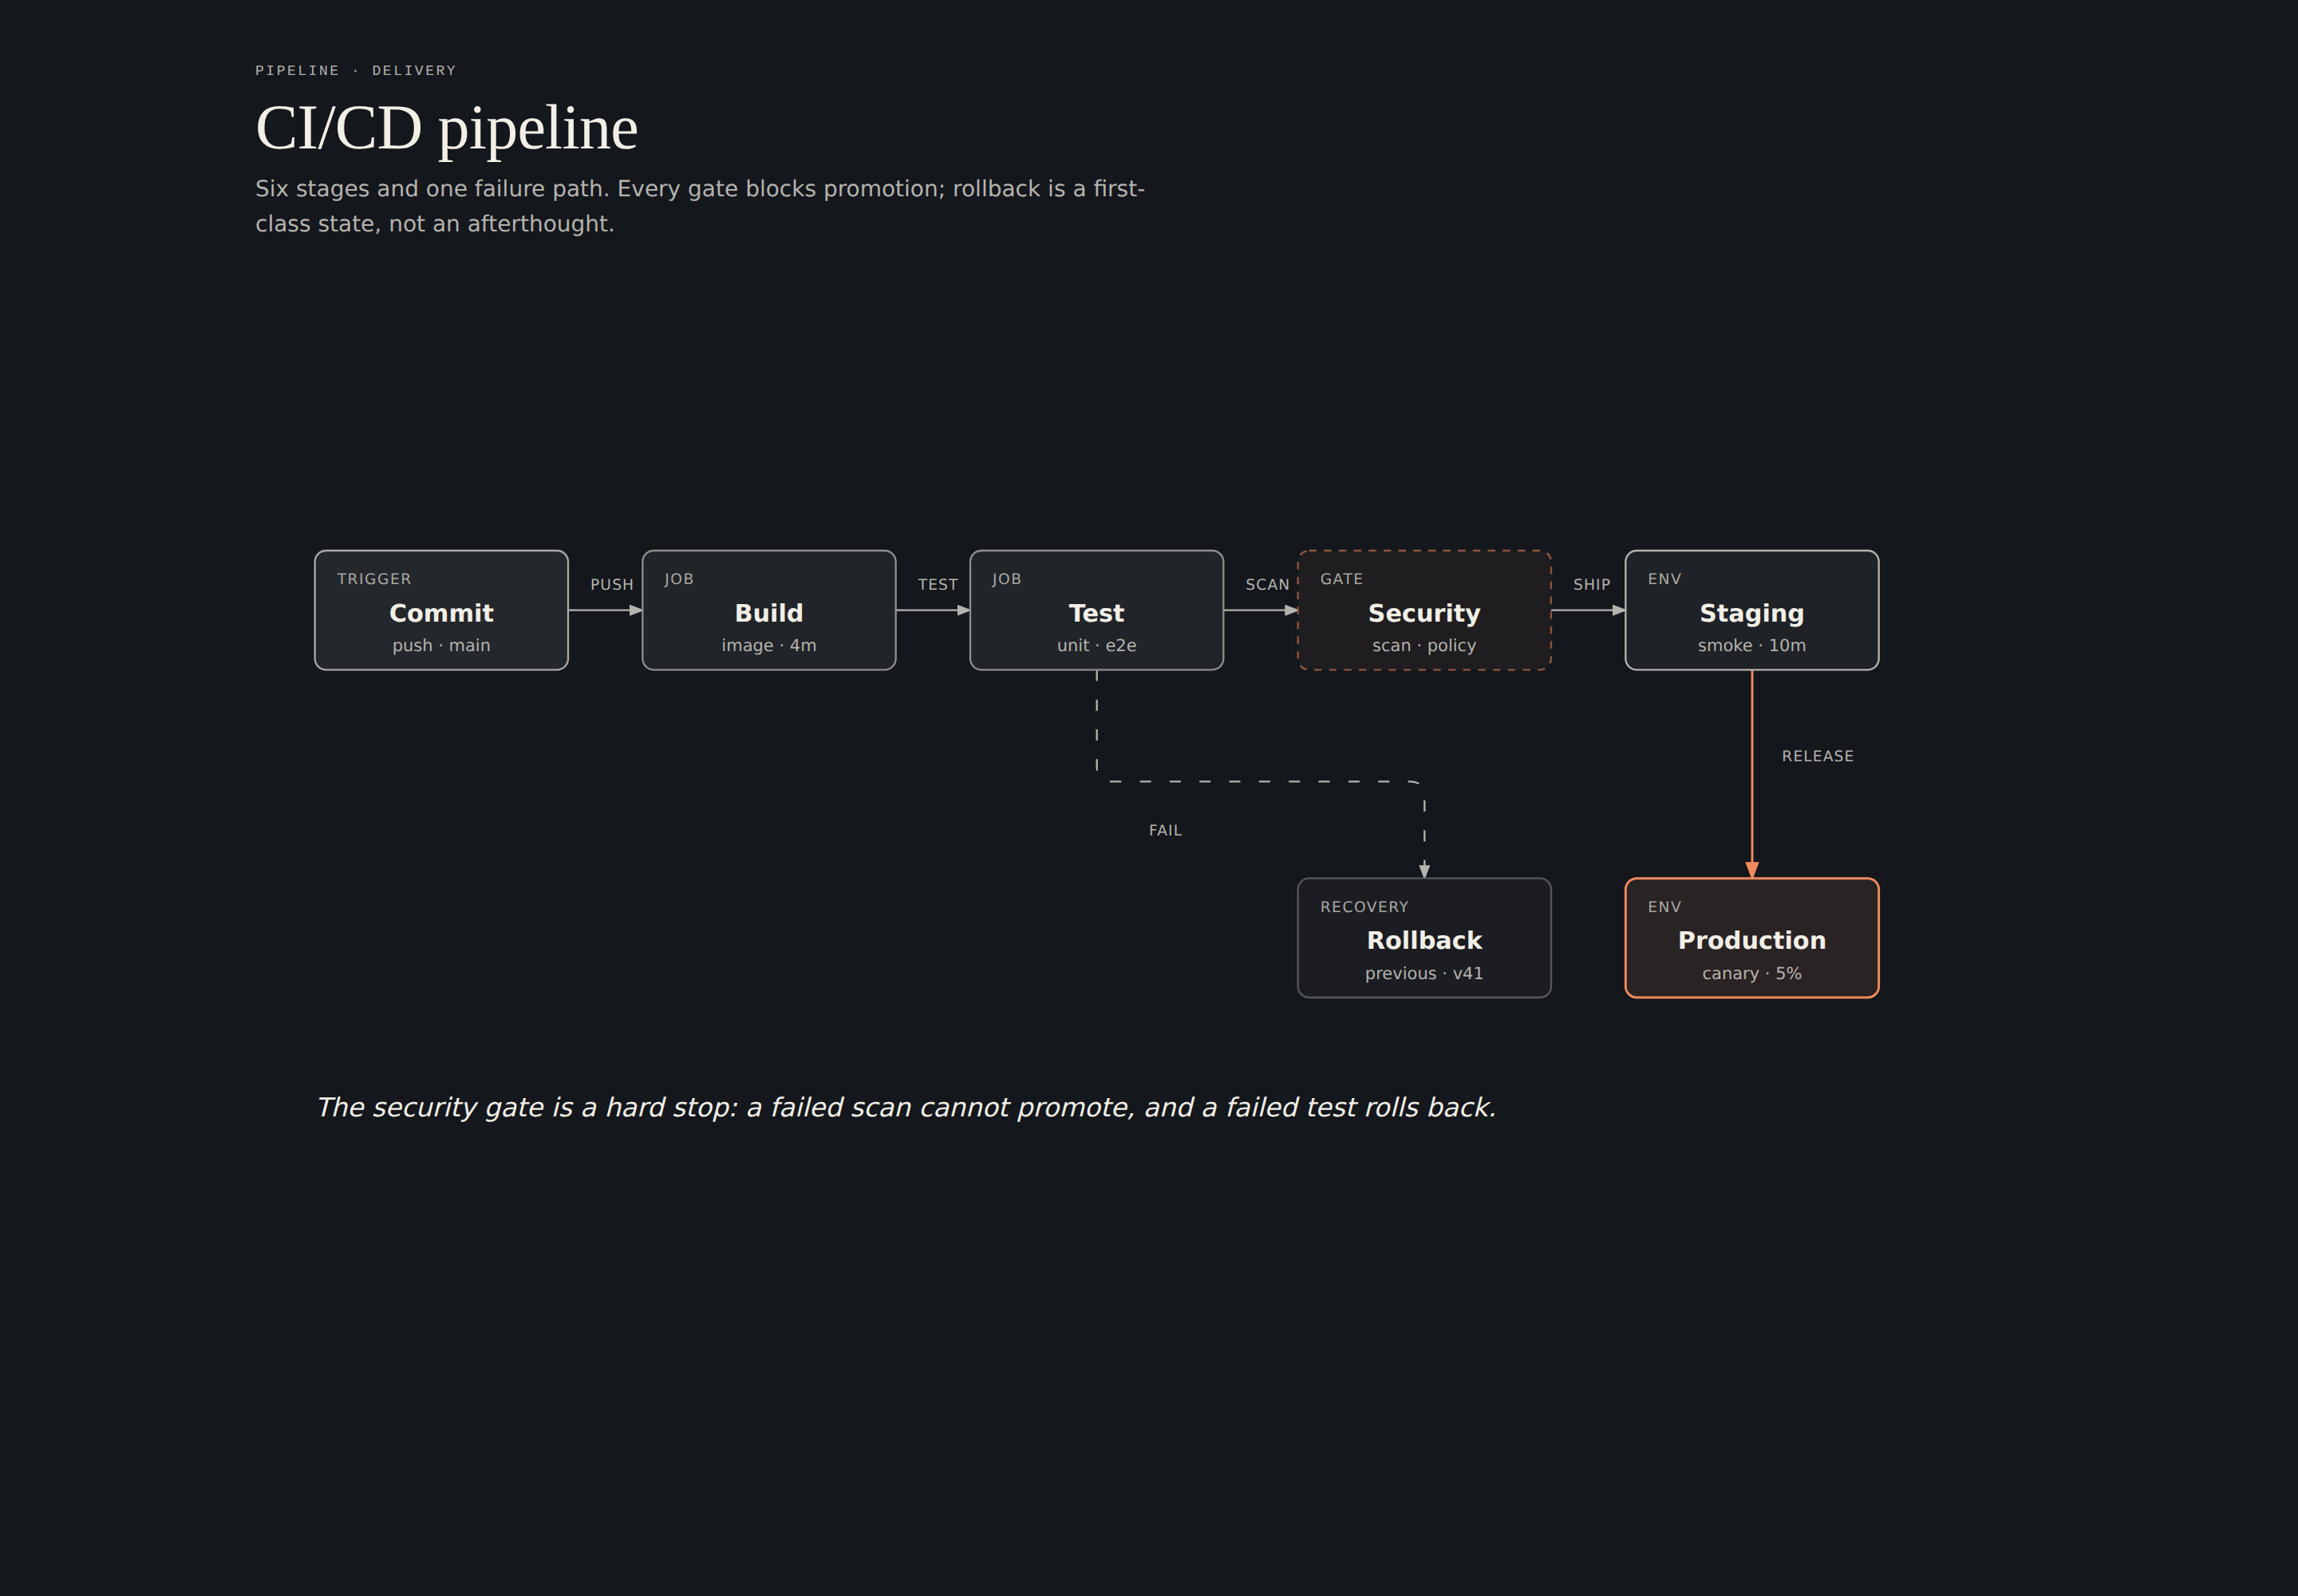 PIPELINE · DELIVERY
CI/CD pipeline
Six stages and one failure path. Every gate blocks promotion; rollback is a first-
class state, not an afterthought.
TRIGGER
Commit
push · main
PUSH
JOB
Build
image · 4m
TEST
JOB
Test
unit · e2e
SCAN
GATE
Security
scan · policy
SHIP
ENV
Staging
smoke · 10m
RELEASE
FAIL
RECOVERY
Rollback
previous · v41
ENV
Production
canary · 5%
The security gate is a hard stop: a failed scan cannot promote, and a failed test rolls back.